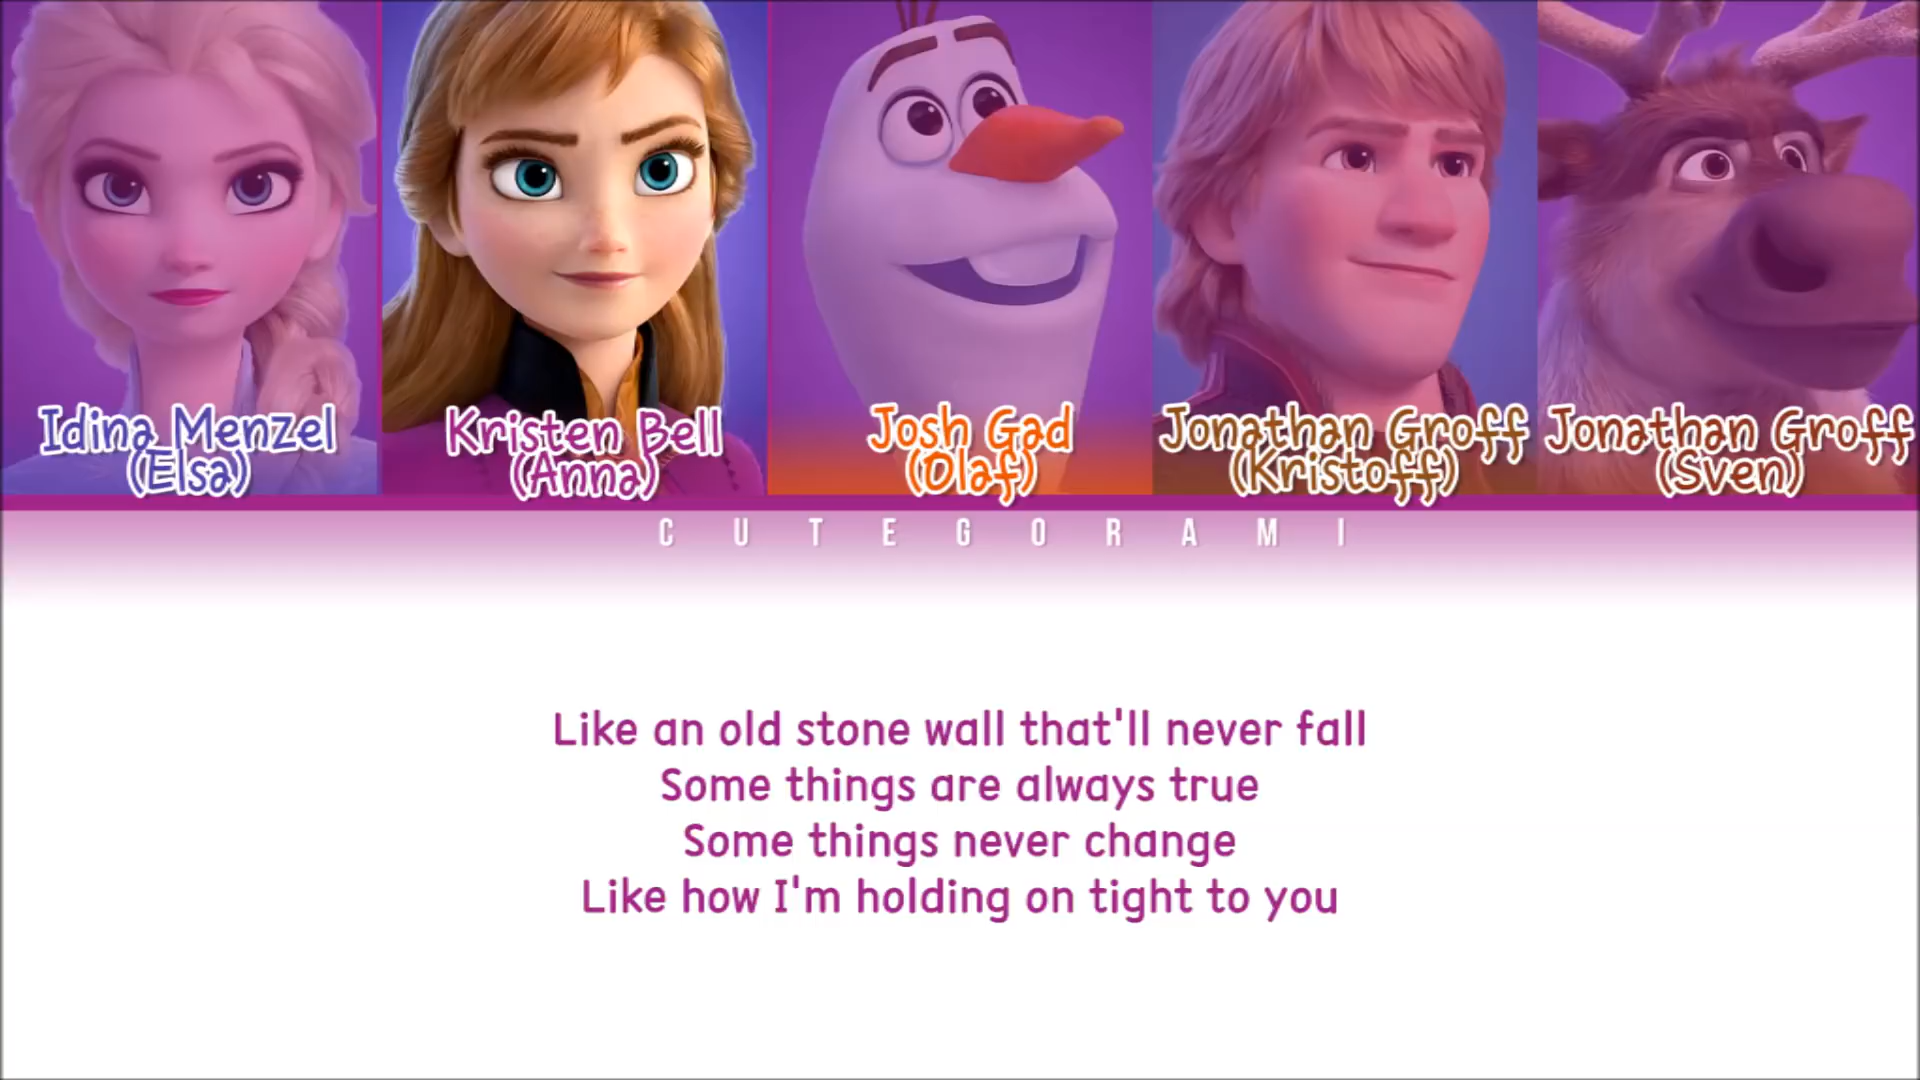 Idina Menzel
(Elsa)
Kristen Bell
(Anna)
Josh Gad
(Olaf)
Jonathan Groff
(Kristoff)
Jonathan Groff
(Sven)
CUTEGORAMI
Like an old stone wall that'll never fall
Some things are always true
Some things never change
Like how I'm holding on tight to you